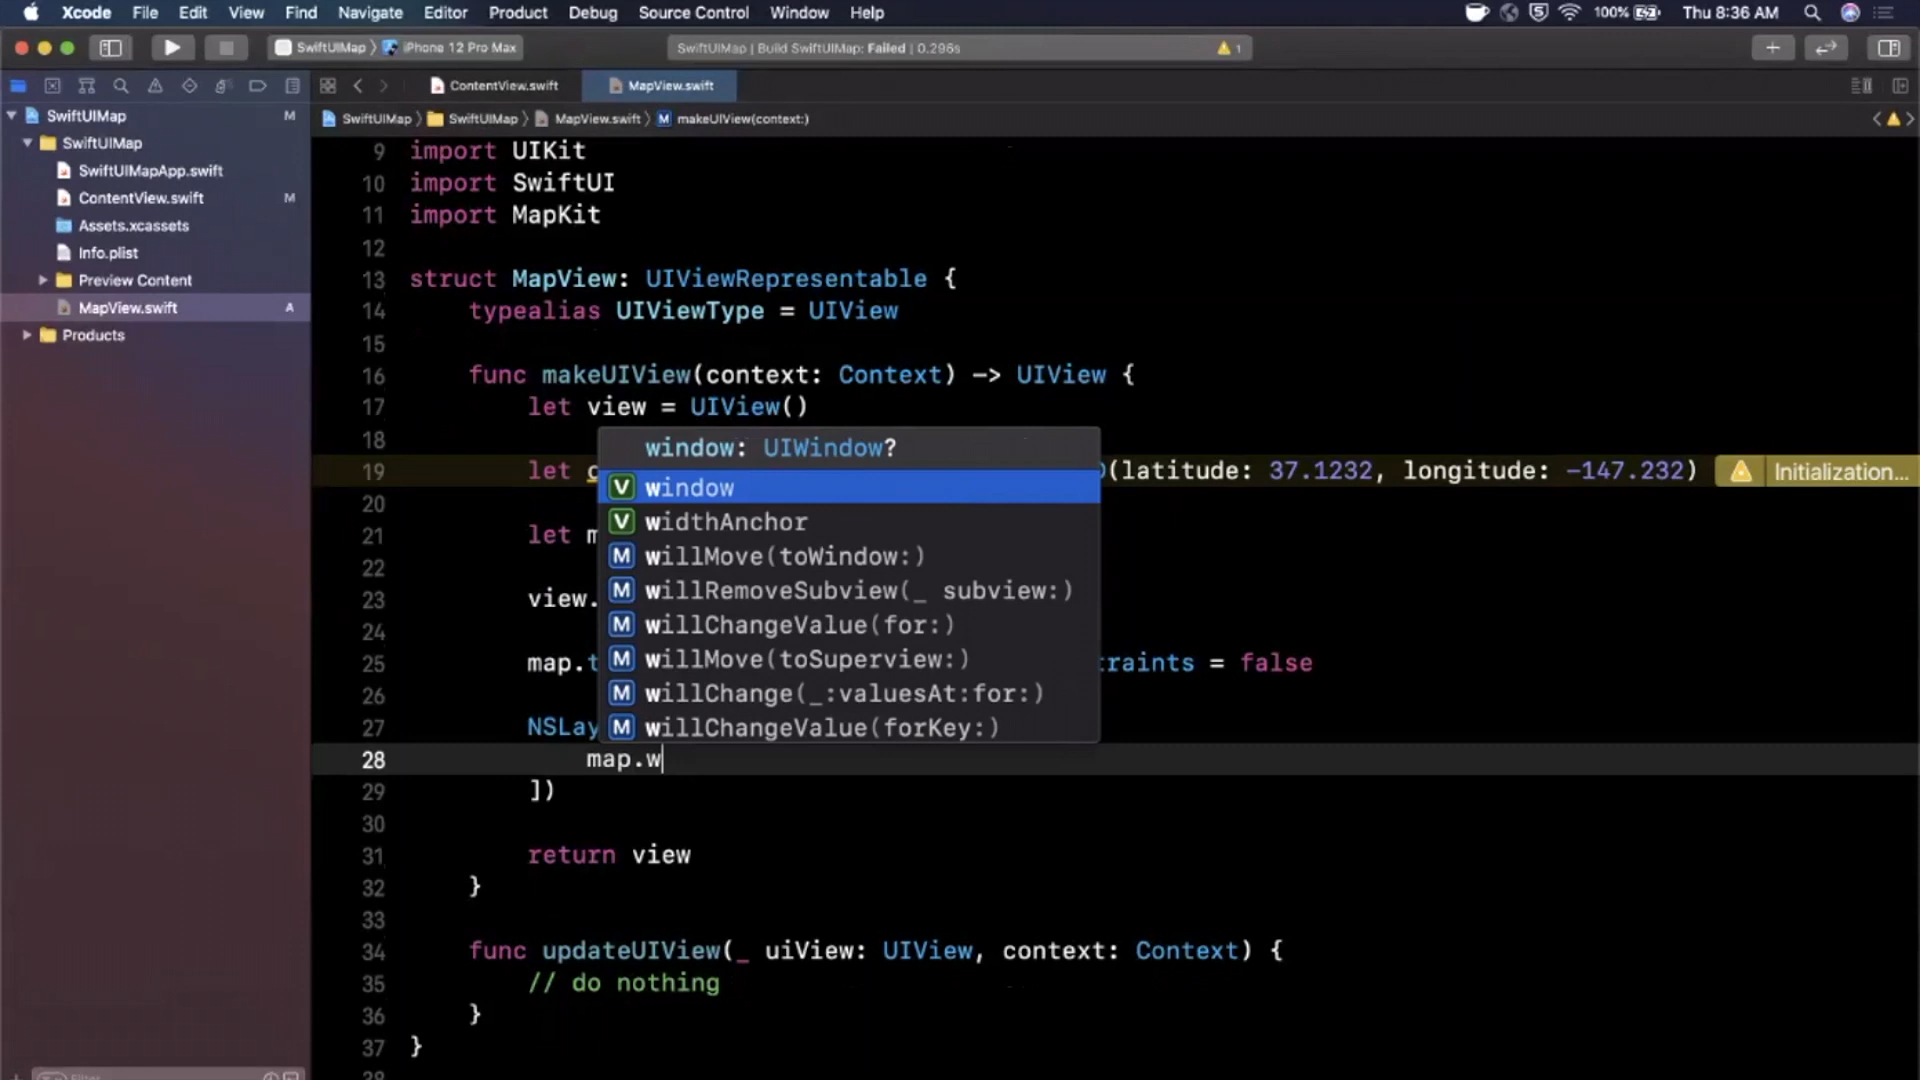 Xcode File Edit View Find Navigate Editor Product Debug Source Control Window Help 100% Thu 8:36 AM
SwiftUIMap 〉 iPhone 12 Pro Max SwiftUIMap | Build SwiftUIMap: Failed | 0.296s 1
ContentView.swift MapView.swift
SwiftUIMap M
SwiftUIMap 〉 SwiftUIMap 〉 MapView.swift 〉 M makeUIView(context:)
SwiftUIMap
SwiftUIMapApp.swift
ContentView.swift M
Assets.xcassets
Info.plist
Preview Content
MapView.swift A
Products
9 import UIKit
10 import SwiftUI
11 import MapKit
12
13 struct MapView: UIViewRepresentable {
14 typealias UIViewType = UIView
15
16 func makeUIView(context: Context) -> UIView {
17 let view = UIView()
18
19 let (latitude: 37.1232, longitude: -147.232) Initialization...
20
21 let m
22
23 view.
24
25 map.t raints = false
26
27 NSLay
28 map.w
29 ])
30
31 return view
32 }
33
34 func updateUIView(_ uiView: UIView, context: Context) {
35 // do nothing
36 }
37 }
38
window: UIWindow?
V window
V widthAnchor
M willMove(toWindow:)
M willRemoveSubview(_ subview:)
M willChangeValue(for:)
M willMove(toSuperview:)
M willChange(_:valuesAt:for:)
M willChangeValue(forKey:)